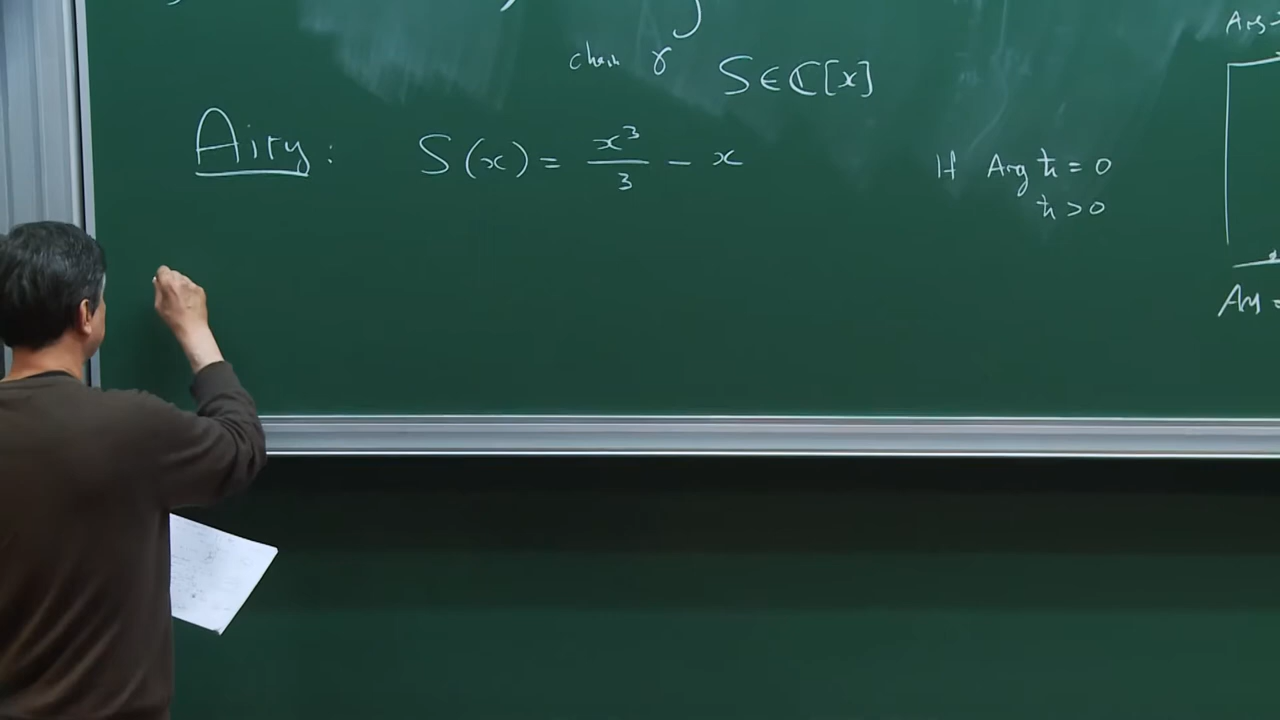 chain γ
S ∈ ℂ[x]
Airy: S(x) = x³/3 − x
If Arg ħ = 0
ħ > 0
Arg
Arg =